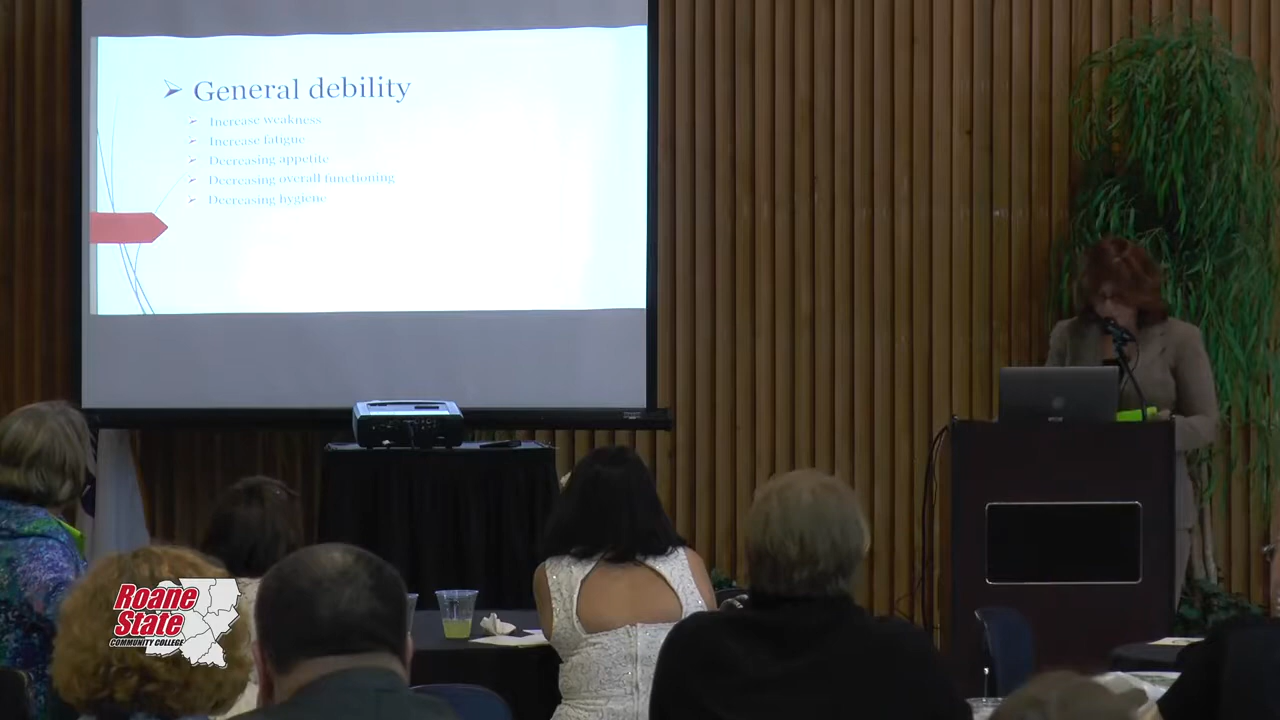 General debility
Increase weakness
Increase fatigue
Decreasing appetite
Decreasing overall functioning
Decreasing hygiene
Roane
State
COMMUNITY COLLEGE